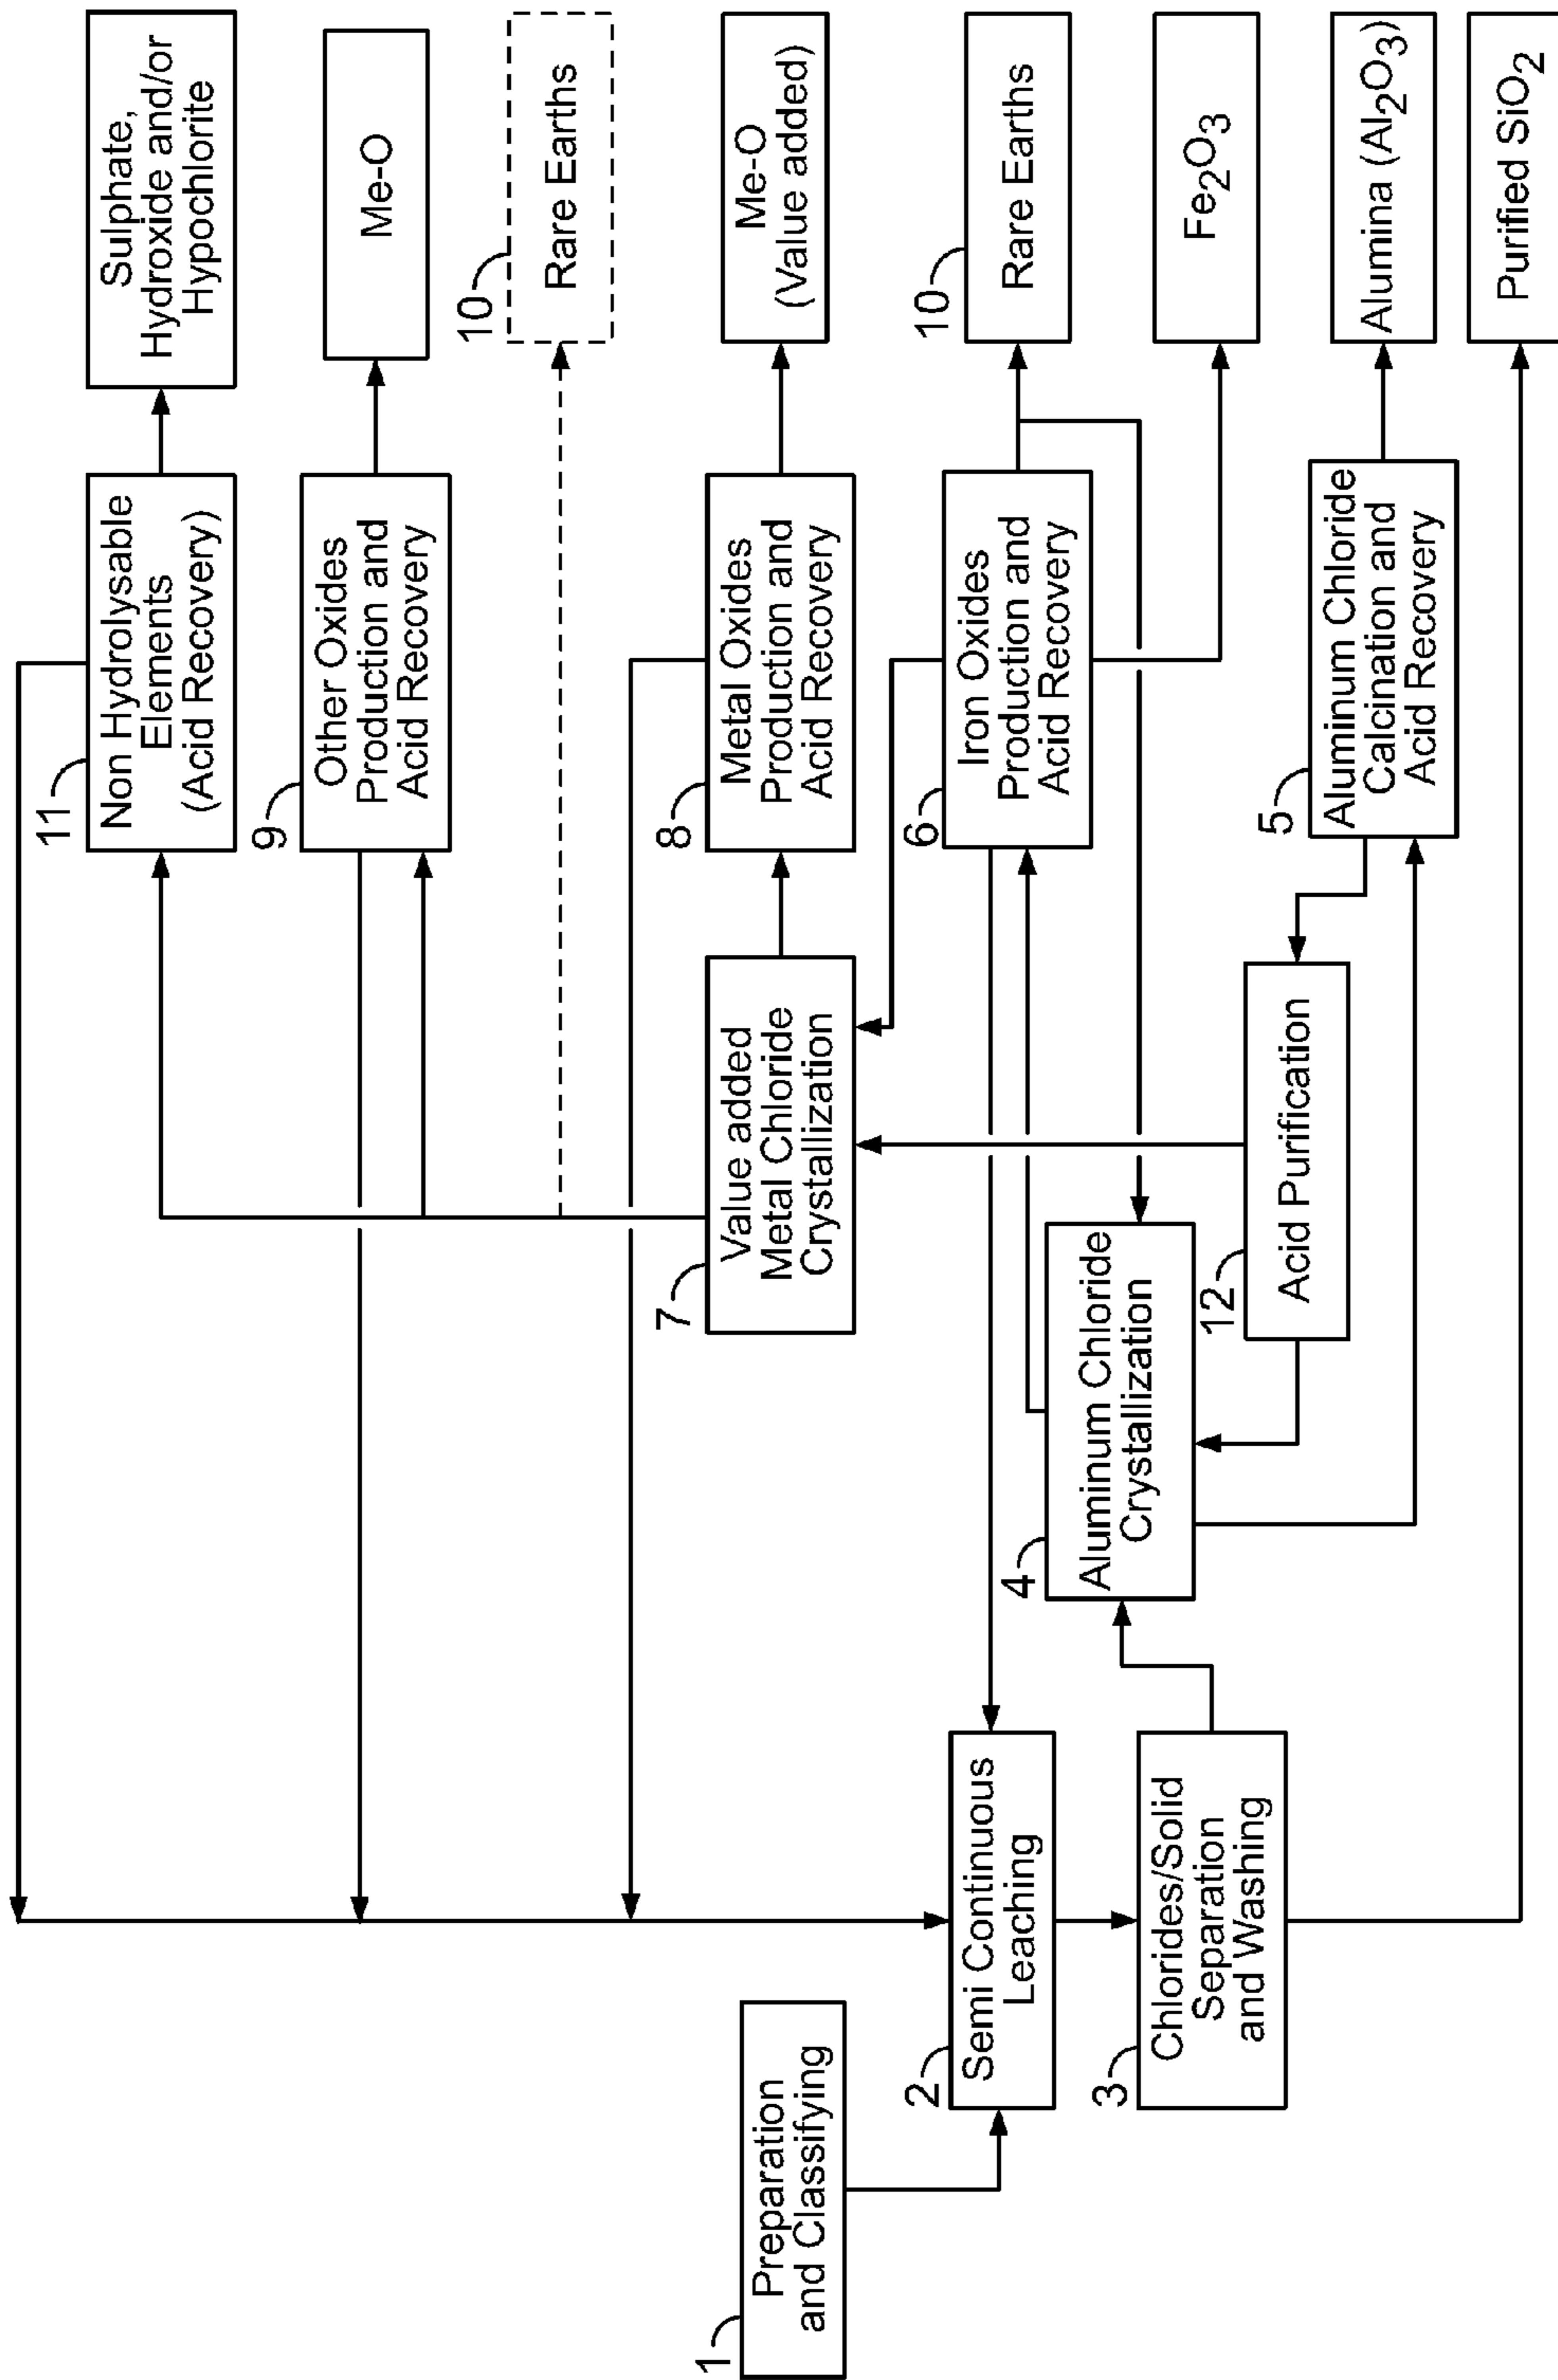 1
Preparation
and Classifying
2
Semi Continuous
Leaching
3
Chlorides/Solid
Separation
and Washing
4
Aluminum Chloride
Crystallization
12
Acid Purification
7
Value added
Metal Chloride
Crystallization
11
Non Hydrolysable
Elements
(Acid Recovery)
9
Other Oxides
Production and
Acid Recovery
8
Metal Oxides
Production and
Acid Recovery
6
Iron Oxides
Production and
Acid Recovery
5
Aluminum Chloride
Calcination and
Acid Recovery
Sulphate,
Hydroxide and/or
Hypochlorite
Me-O
10
Rare Earths
Me-O
(Value added)
10
Rare Earths
Fe₂O₃
Alumina (Al₂O₃)
Purified SiO₂